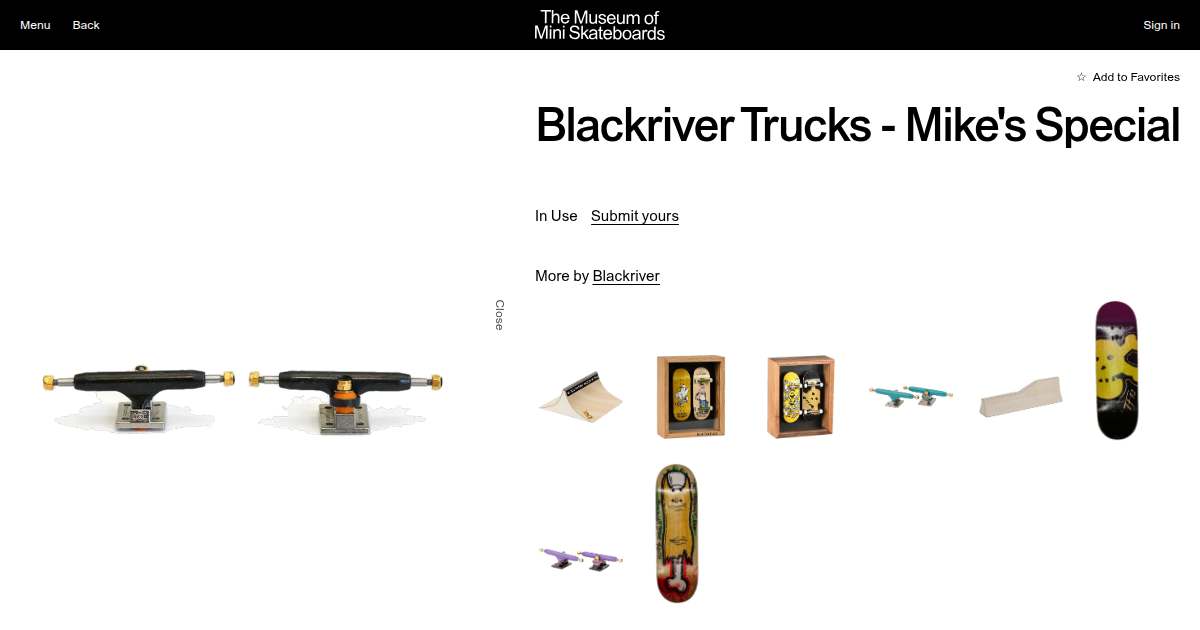 Menu
Back
The Museum of
Mini Skateboards
Sign in
☆ Add to Favorites
Blackriver Trucks - Mike's Special
In Use
Submit yours
More by Blackriver
Close